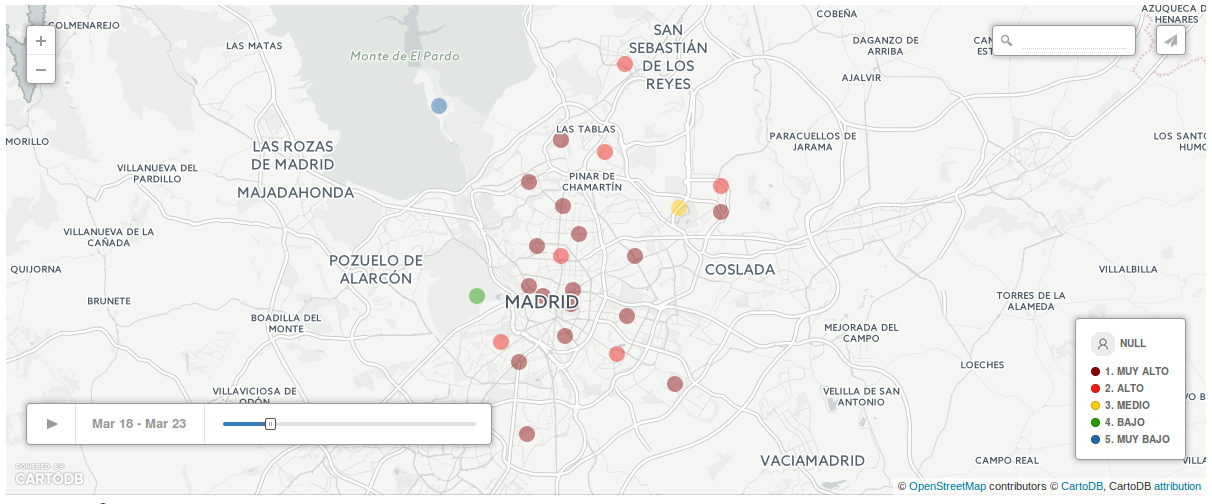 COLMENAREJO
COBEÑA
AZUQUECA D
HENARES
SAN
SEBASTIÁN
DE LOS
REYES
LAS MATAS
DAGANZO DE
ARRIBA
Monte de El Pardo
AJALVIR
LAS TABLAS
MORILLO
PARACUELLOS DE
JARAMA
LOS SANTO
HUMO
LAS ROZAS
DE MADRID
VILLANUEVA DEL
PARDILLO
PINAR DE
CHAMARTÍN
MAJADAHONDA
VILLANUEVA DE LA
CAÑADA
QUIJORNA
POZUELO DE
ALARCÓN
COSLADA
VILLALBILLA
BRUNETE
MADRID
TORRES DE LA
ALAMEDA
BOADILLA DEL
MONTE
MEJORADA DEL
CAMPO
LOECHES
VILLAVICIOSA DE
ODÓN
VELILLA DE SAN
ANTONIO
NULL
1. MUY ALTO
2. ALTO
3. MEDIO
4. BAJO
5. MUY BAJO
Mar 18 - Mar 23
VACIAMADRID
CAMPO REAL
POWERED BY
CARTODB
© OpenStreetMap contributors © CartoDB, CartoDB attribution